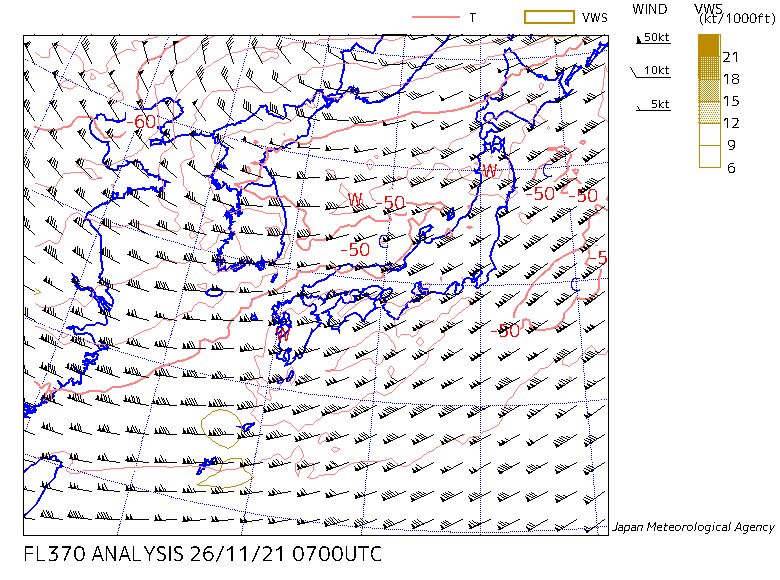 T VWS WIND VWS
(kt/1000ft)
50kt
10kt
5kt
21
18
15
12
9
6
-60
W
W
-50
-50
-50
-50
C
C
C
-5
-50
W
Japan Meteorological Agency
FL370 ANALYSIS 26/11/21 0700UTC